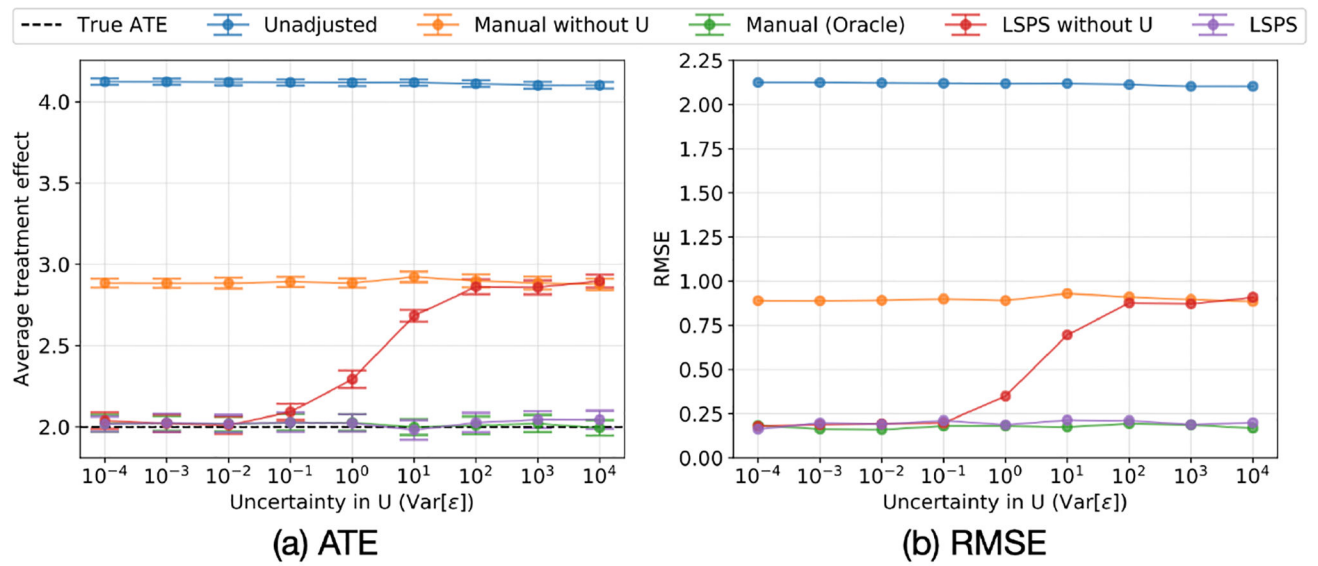 True ATE Unadjusted Manual without U Manual (Oracle) LSPS without U LSPS
Average treatment effect
4.0
3.5
3.0
2.5
2.0
10⁻⁴ 10⁻³ 10⁻² 10⁻¹ 10⁰ 10¹ 10² 10³ 10⁴
Uncertainty in U (Var[ε])
(a) ATE
RMSE
2.25
2.00
1.75
1.50
1.25
1.00
0.75
0.50
0.25
0.00
10⁻⁴ 10⁻³ 10⁻² 10⁻¹ 10⁰ 10¹ 10² 10³ 10⁴
Uncertainty in U (Var[ε])
(b) RMSE